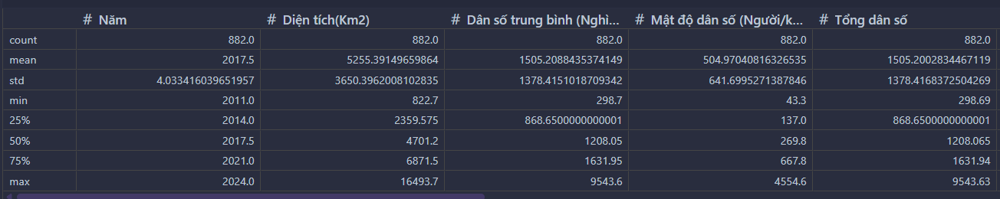 # Năm # Diện tích(Km2) # Dân số trung bình (Nghì... # Mật độ dân số (Người/k... # Tổng dân số
count 882.0 882.0 882.0 882.0 882.0
mean 2017.5 5255.39149659864 1505.2088435374149 504.97040816326535 1505.2002834467119
std 4.033416039651957 3650.3962008102835 1378.4151018709342 641.6995271387846 1378.4168372504269
min 2011.0 822.7 298.7 43.3 298.69
25% 2014.0 2359.575 868.6500000000001 137.0 868.6500000000001
50% 2017.5 4701.2 1208.05 269.8 1208.065
75% 2021.0 6871.5 1631.95 667.8 1631.94
max 2024.0 16493.7 9543.6 4554.6 9543.63